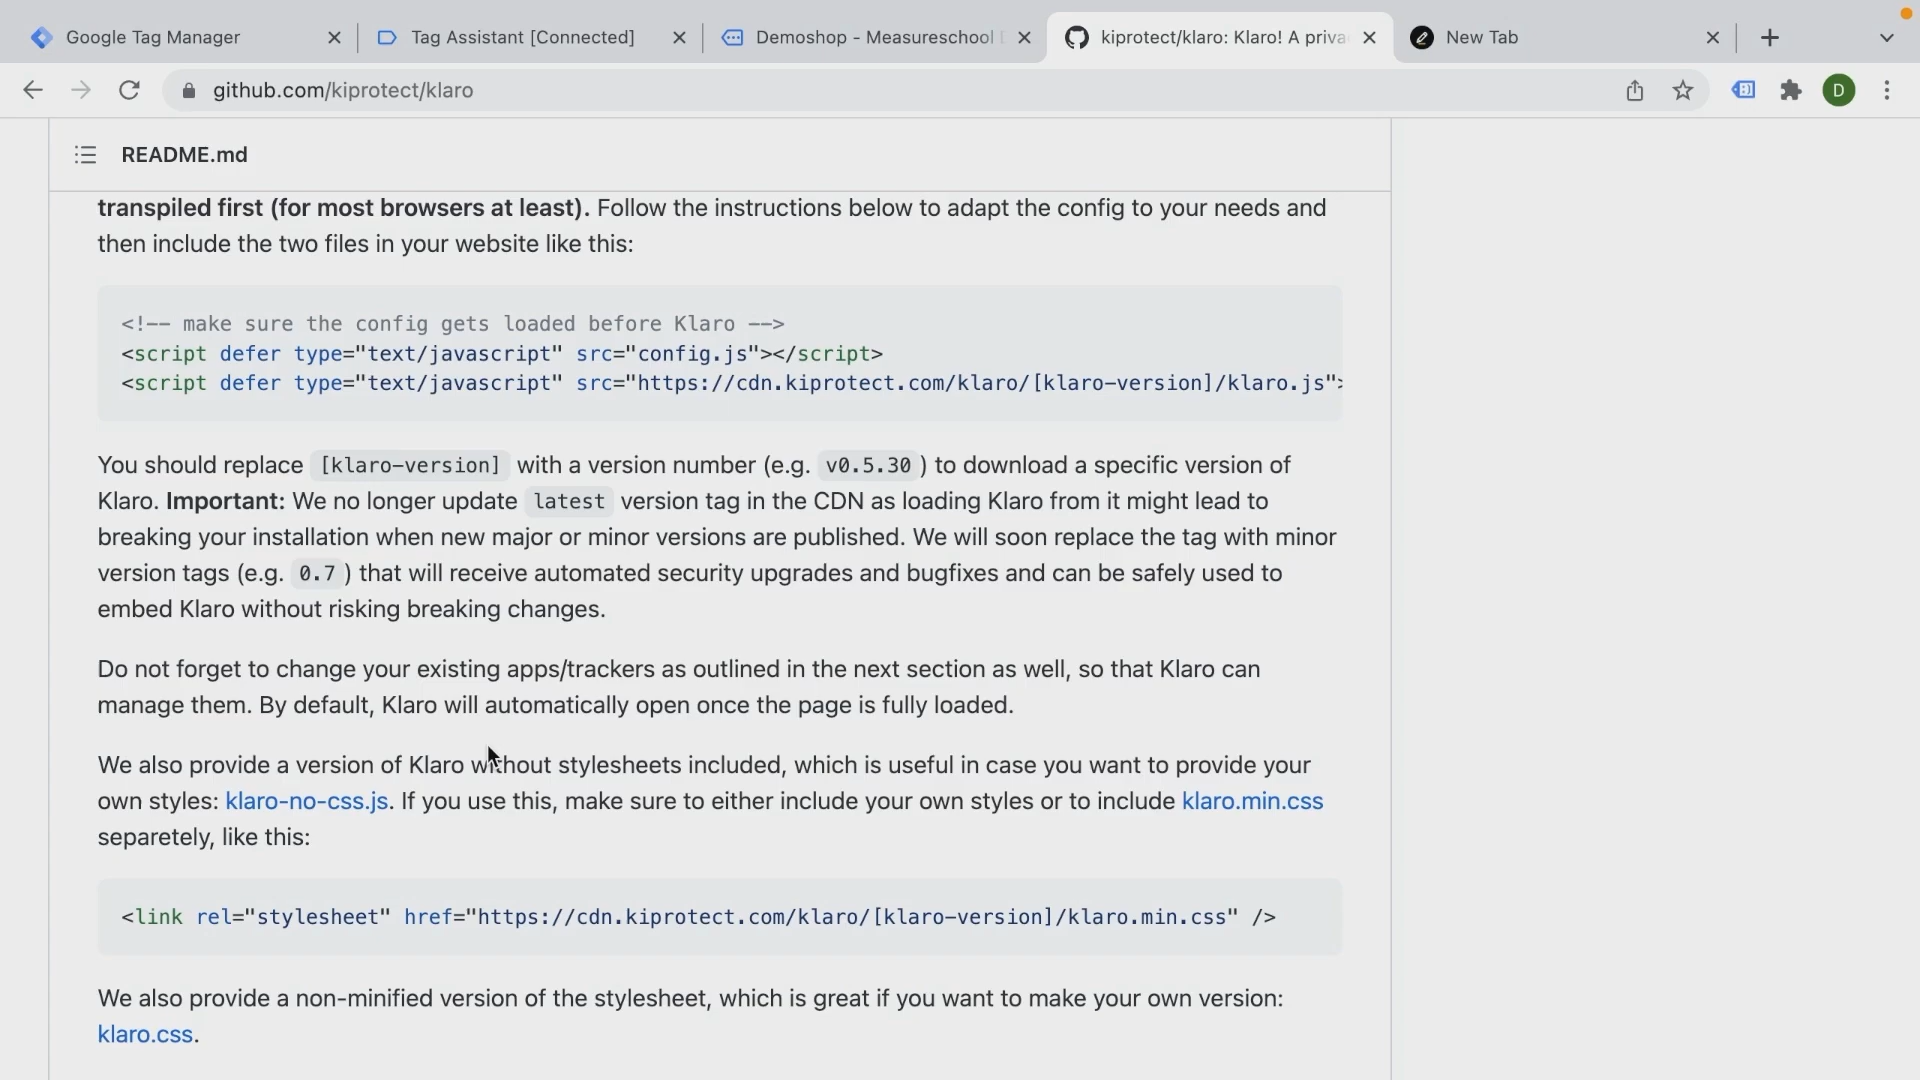 Google Tag Manager
Tag Assistant [Connected]
Demoshop - Measureschool
kiprotect/klaro: Klaro! A priva
New Tab
github.com/kiprotect/klaro
D
README.md
transpiled first (for most browsers at least). Follow the instructions below to adapt the config to your needs and
then include the two files in your website like this:
<!-- make sure the config gets loaded before Klaro -->
<script defer type="text/javascript" src="config.js"></script>
<script defer type="text/javascript" src="https://cdn.kiprotect.com/klaro/[klaro-version]/klaro.js">
You should replace [klaro-version] with a version number (e.g. v0.5.30 ) to download a specific version of
Klaro. Important: We no longer update latest version tag in the CDN as loading Klaro from it might lead to
breaking your installation when new major or minor versions are published. We will soon replace the tag with minor
version tags (e.g. 0.7 ) that will receive automated security upgrades and bugfixes and can be safely used to
embed Klaro without risking breaking changes.
Do not forget to change your existing apps/trackers as outlined in the next section as well, so that Klaro can
manage them. By default, Klaro will automatically open once the page is fully loaded.
We also provide a version of Klaro without stylesheets included, which is useful in case you want to provide your
own styles: klaro-no-css.js. If you use this, make sure to either include your own styles or to include klaro.min.css
separetely, like this:
<link rel="stylesheet" href="https://cdn.kiprotect.com/klaro/[klaro-version]/klaro.min.css" />
We also provide a non-minified version of the stylesheet, which is great if you want to make your own version:
klaro.css.